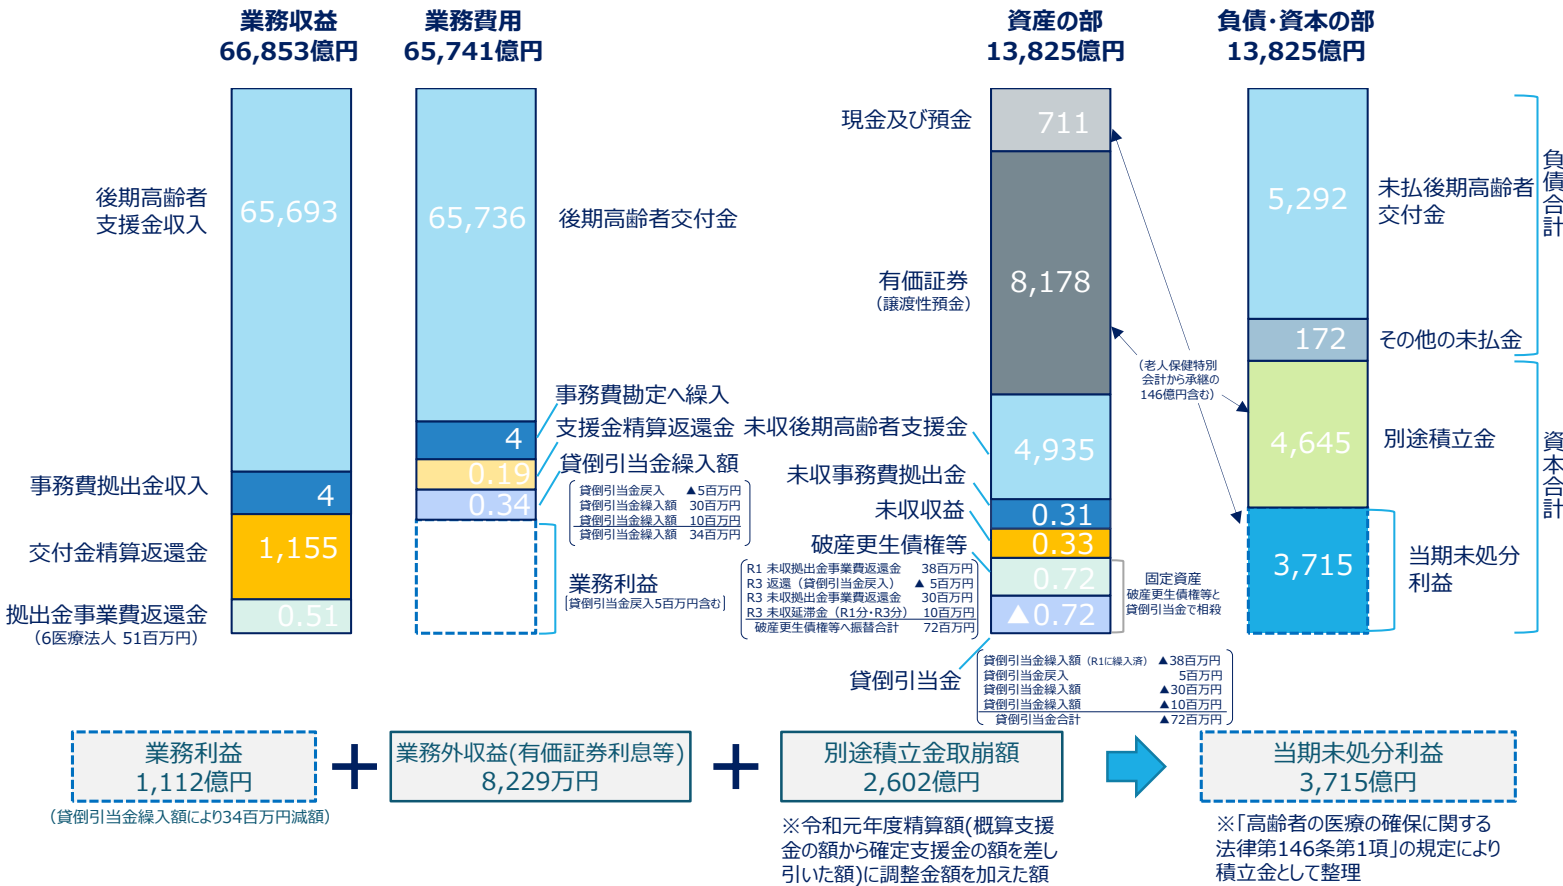 業務収益
66,853億円
業務費用
65,741億円
資産の部
13,825億円
負債・資本の部
13,825億円
後期高齢者
支援金収入
65,693
事務費拠出金収入
4
交付金精算返還金
1,155
拠出金事業費返還金
(6医療法人 51百万円)
0.51
65,736
後期高齢者交付金
事務費勘定へ繰入
4
支援金精算返還金
0.19
貸倒引当金繰入額
0.34
貸倒引当金戻入 ▲5百万円
貸倒引当金繰入額 30百万円
貸倒引当金繰入額 10百万円
貸倒引当金繰入額 34百万円
業務利益
[貸倒引当金戻入5百万円含む]
現金及び預金
711
有価証券
(譲渡性預金)
8,178
未収後期高齢者支援金
4,935
未収事務費拠出金
0.31
未収収益
0.33
破産更生債権等
0.72
R1 未収拠出金事業費返還金 38百万円
R3 返還(貸倒引当金戻入) ▲ 5百万円
R3 未収拠出金事業費返還金 30百万円
R3 未収延滞金(R1分・R3分) 10百万円
破産更生債権等へ振替合計 72百万円
▲0.72
固定資産
破産更生債権等と
貸倒引当金で相殺
貸倒引当金
貸倒引当金繰入額(R1に繰入済) ▲38百万円
貸倒引当金戻入 5百万円
貸倒引当金繰入額 ▲30百万円
貸倒引当金繰入額 ▲10百万円
貸倒引当金合計 ▲72百万円
(老人保健特別
会計から承継の
146億円含む)
5,292
未払後期高齢者
交付金
172
その他の未払金
負債合計
4,645
別途積立金
3,715
当期未処分
利益
資本合計
業務利益
1,112億円
(貸倒引当金繰入額により34百万円減額)
+
業務外収益(有価証券利息等)
8,229万円
+
別途積立金取崩額
2,602億円
※令和元年度精算額(概算支援
金の額から確定支援金の額を差し
引いた額)に調整金額を加えた額
当期未処分利益
3,715億円
※「高齢者の医療の確保に関する
法律第146条第1項」の規定により
積立金として整理